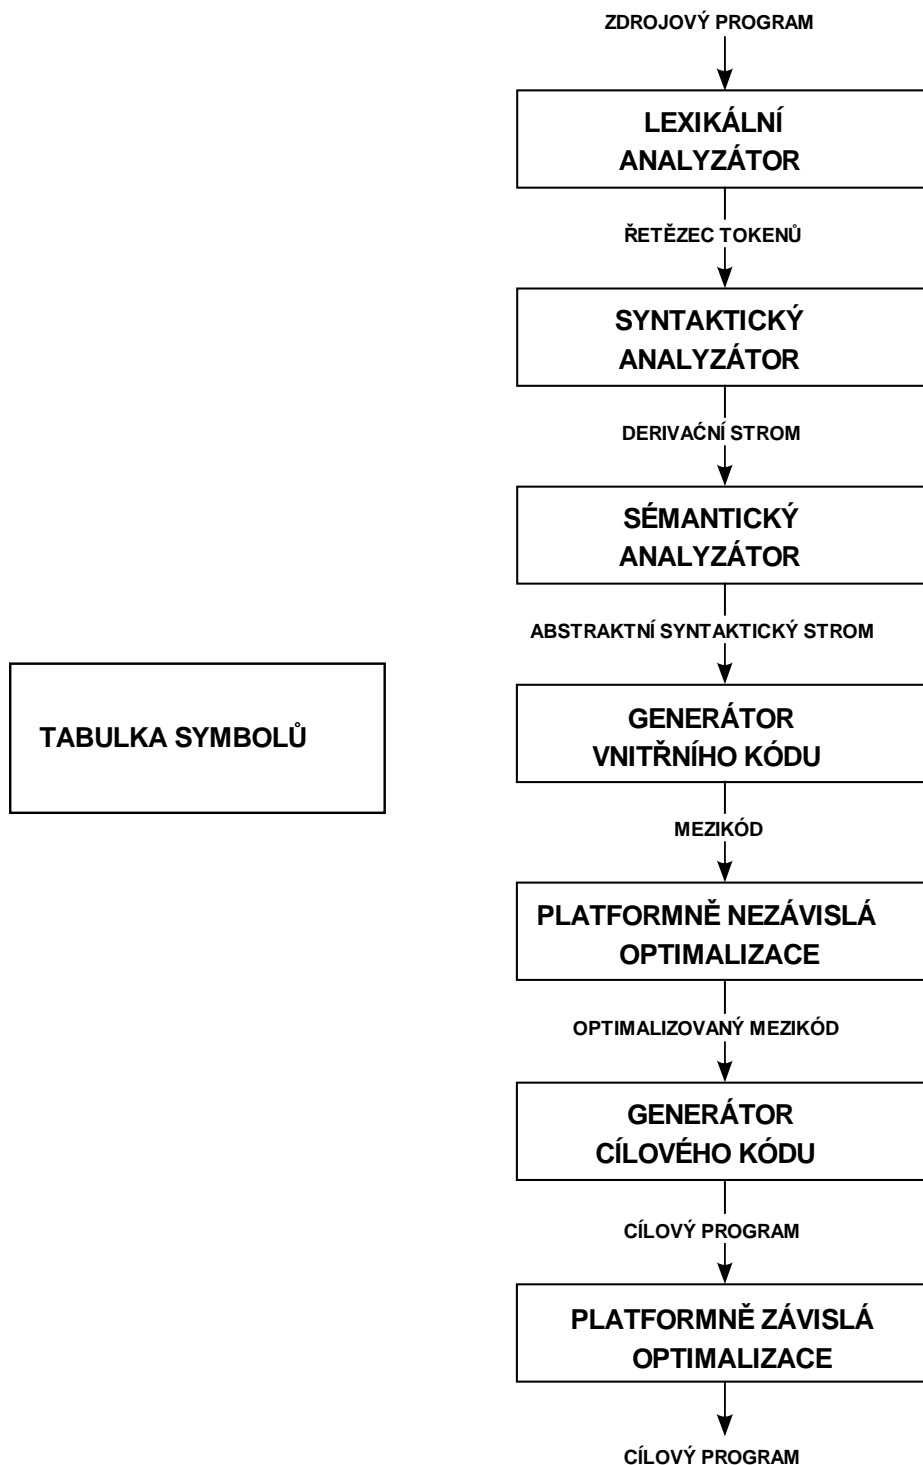 ZDROJOVÝ PROGRAM
LEXIKÁLNÍ
ANALYZÁTOR
ŘETĚZEC TOKENŮ
SYNTAKTICKÝ
ANALYZÁTOR
DERIVAĆNÍ STROM
SÉMANTICKÝ
ANALYZÁTOR
ABSTRAKTNÍ SYNTAKTICKÝ STROM
TABULKA SYMBOLŮ
GENERÁTOR
VNITŘNÍHO KÓDU
MEZIKÓD
PLATFORMNĚ NEZÁVISLÁ
OPTIMALIZACE
OPTIMALIZOVANÝ MEZIKÓD
GENERÁTOR
CÍLOVÉHO KÓDU
CÍLOVÝ PROGRAM
PLATFORMNĚ ZÁVISLÁ
OPTIMALIZACE
CÍLOVÝ PROGRAM